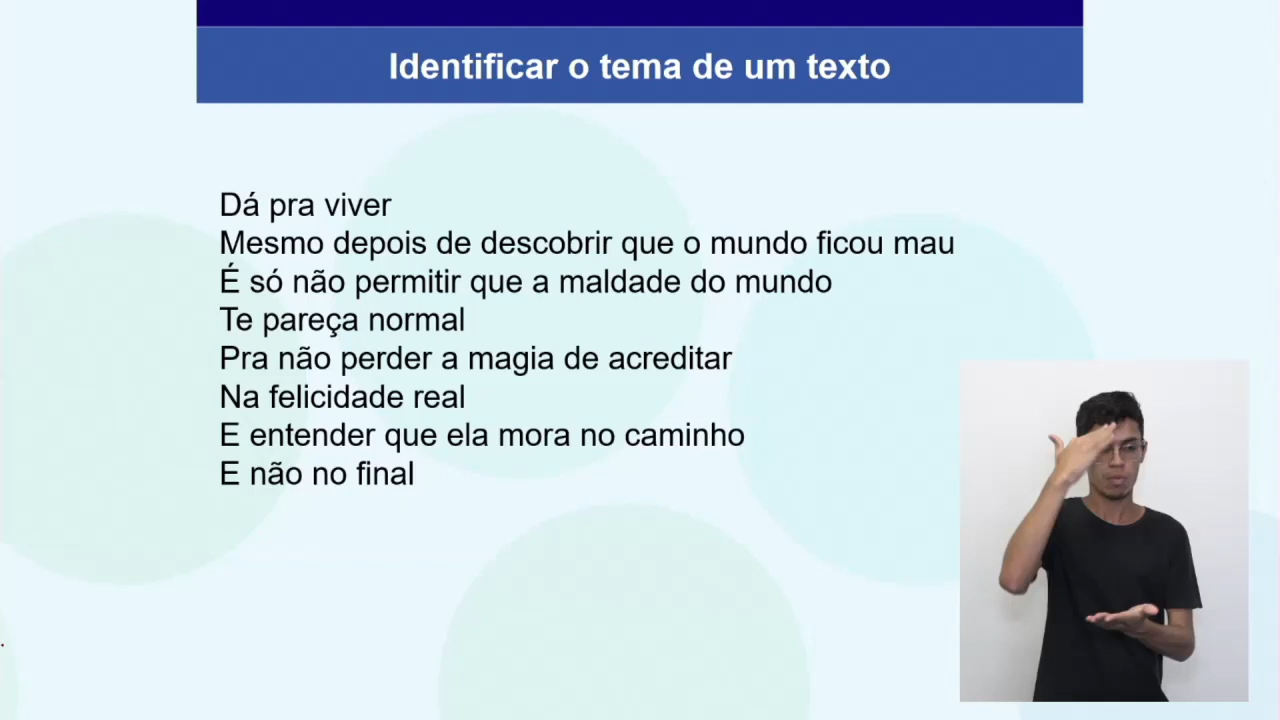 Identificar o tema de um texto
Dá pra viver
Mesmo depois de descobrir que o mundo ficou mau
É só não permitir que a maldade do mundo
Te pareça normal
Pra não perder a magia de acreditar
Na felicidade real
E entender que ela mora no caminho
E não no final